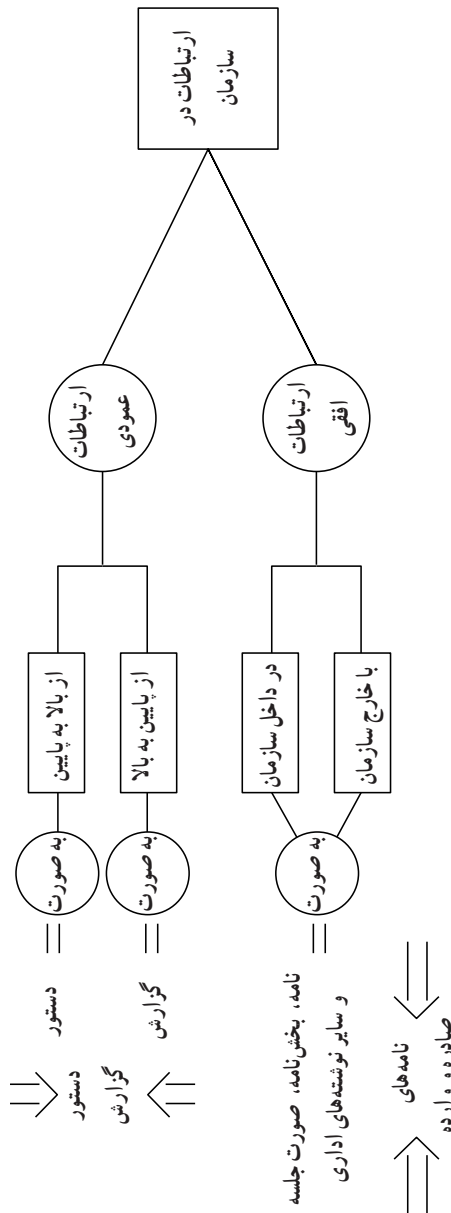 ارتباطات در
سازمان
ارتباطات
عمودی
ارتباطات
افقی
از بالا به پایین
از پایین به بالا
در داخل سازمان
با خارج سازمان
به صورت
به صورت
به صورت
دستور
گزارش
نامه، بخش‌نامه، صورت جلسه
و سایر نوشته‌های اداری
دستور
گزارش
نامه‌های
صادره و وارده